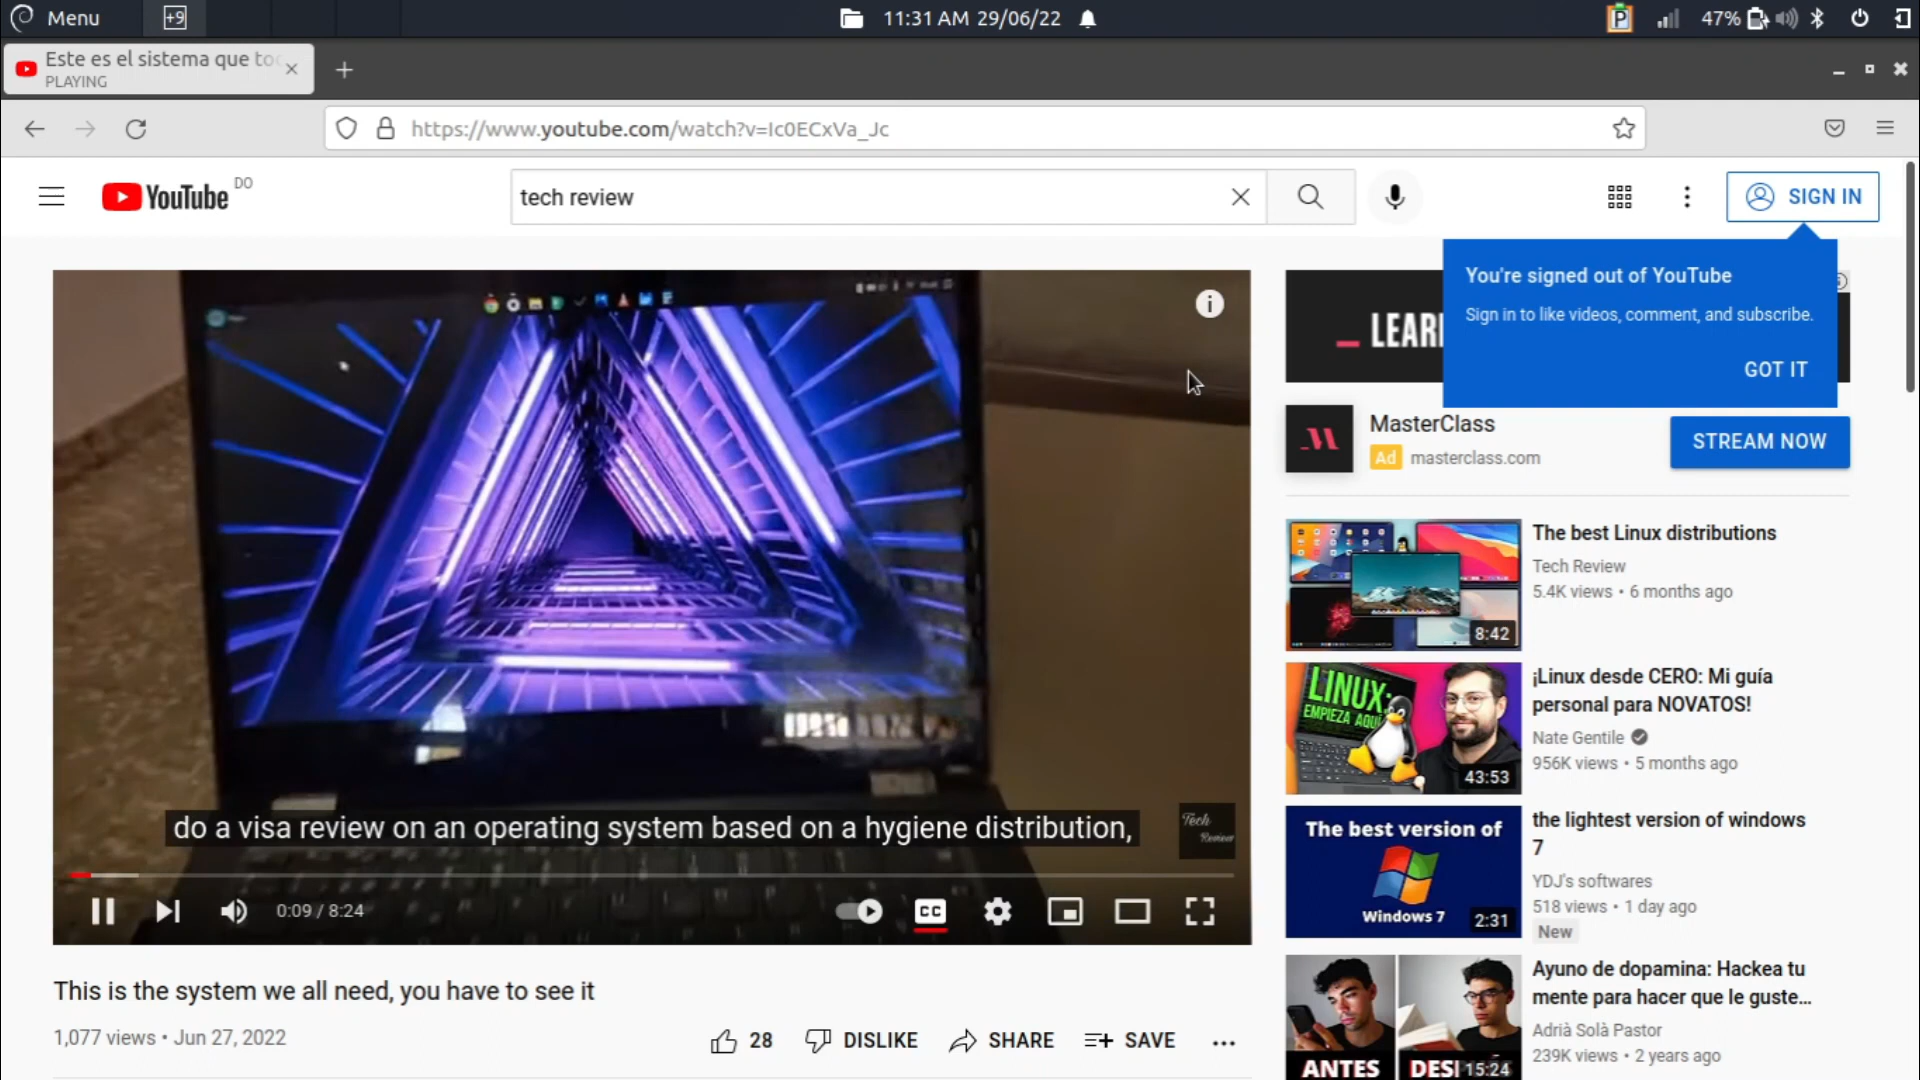 Menu
+9
11:31 AM 29/06/22
P
47%
Este es el sistema que to
PLAYING
https://www.youtube.com/watch?v=Ic0ECxVa_Jc
YouTube DO
tech review
SIGN IN
You're signed out of YouTube
Sign in to like videos, comment, and subscribe.
GOT IT
_ LEAR
MasterClass
Ad masterclass.com
STREAM NOW
do a visa review on an operating system based on a hygiene distribution,
Tech
Review
0:09 / 8:24
CC
This is the system we all need, you have to see it
1,077 views • Jun 27, 2022
28
DISLIKE
SHARE
SAVE
The best Linux distributions
Tech Review
5.4K views • 6 months ago
8:42
LINUX:
EMPIEZA AQUÍ
43:53
¡Linux desde CERO: Mi guía
personal para NOVATOS!
Nate Gentile
956K views • 5 months ago
The best version of
Windows 7
2:31
the lightest version of windows
7
YDJ's softwares
518 views • 1 day ago
New
ANTES
DES
15:24
Ayuno de dopamina: Hackea tu
mente para hacer que le guste...
Adrià Solà Pastor
239K views • 2 years ago